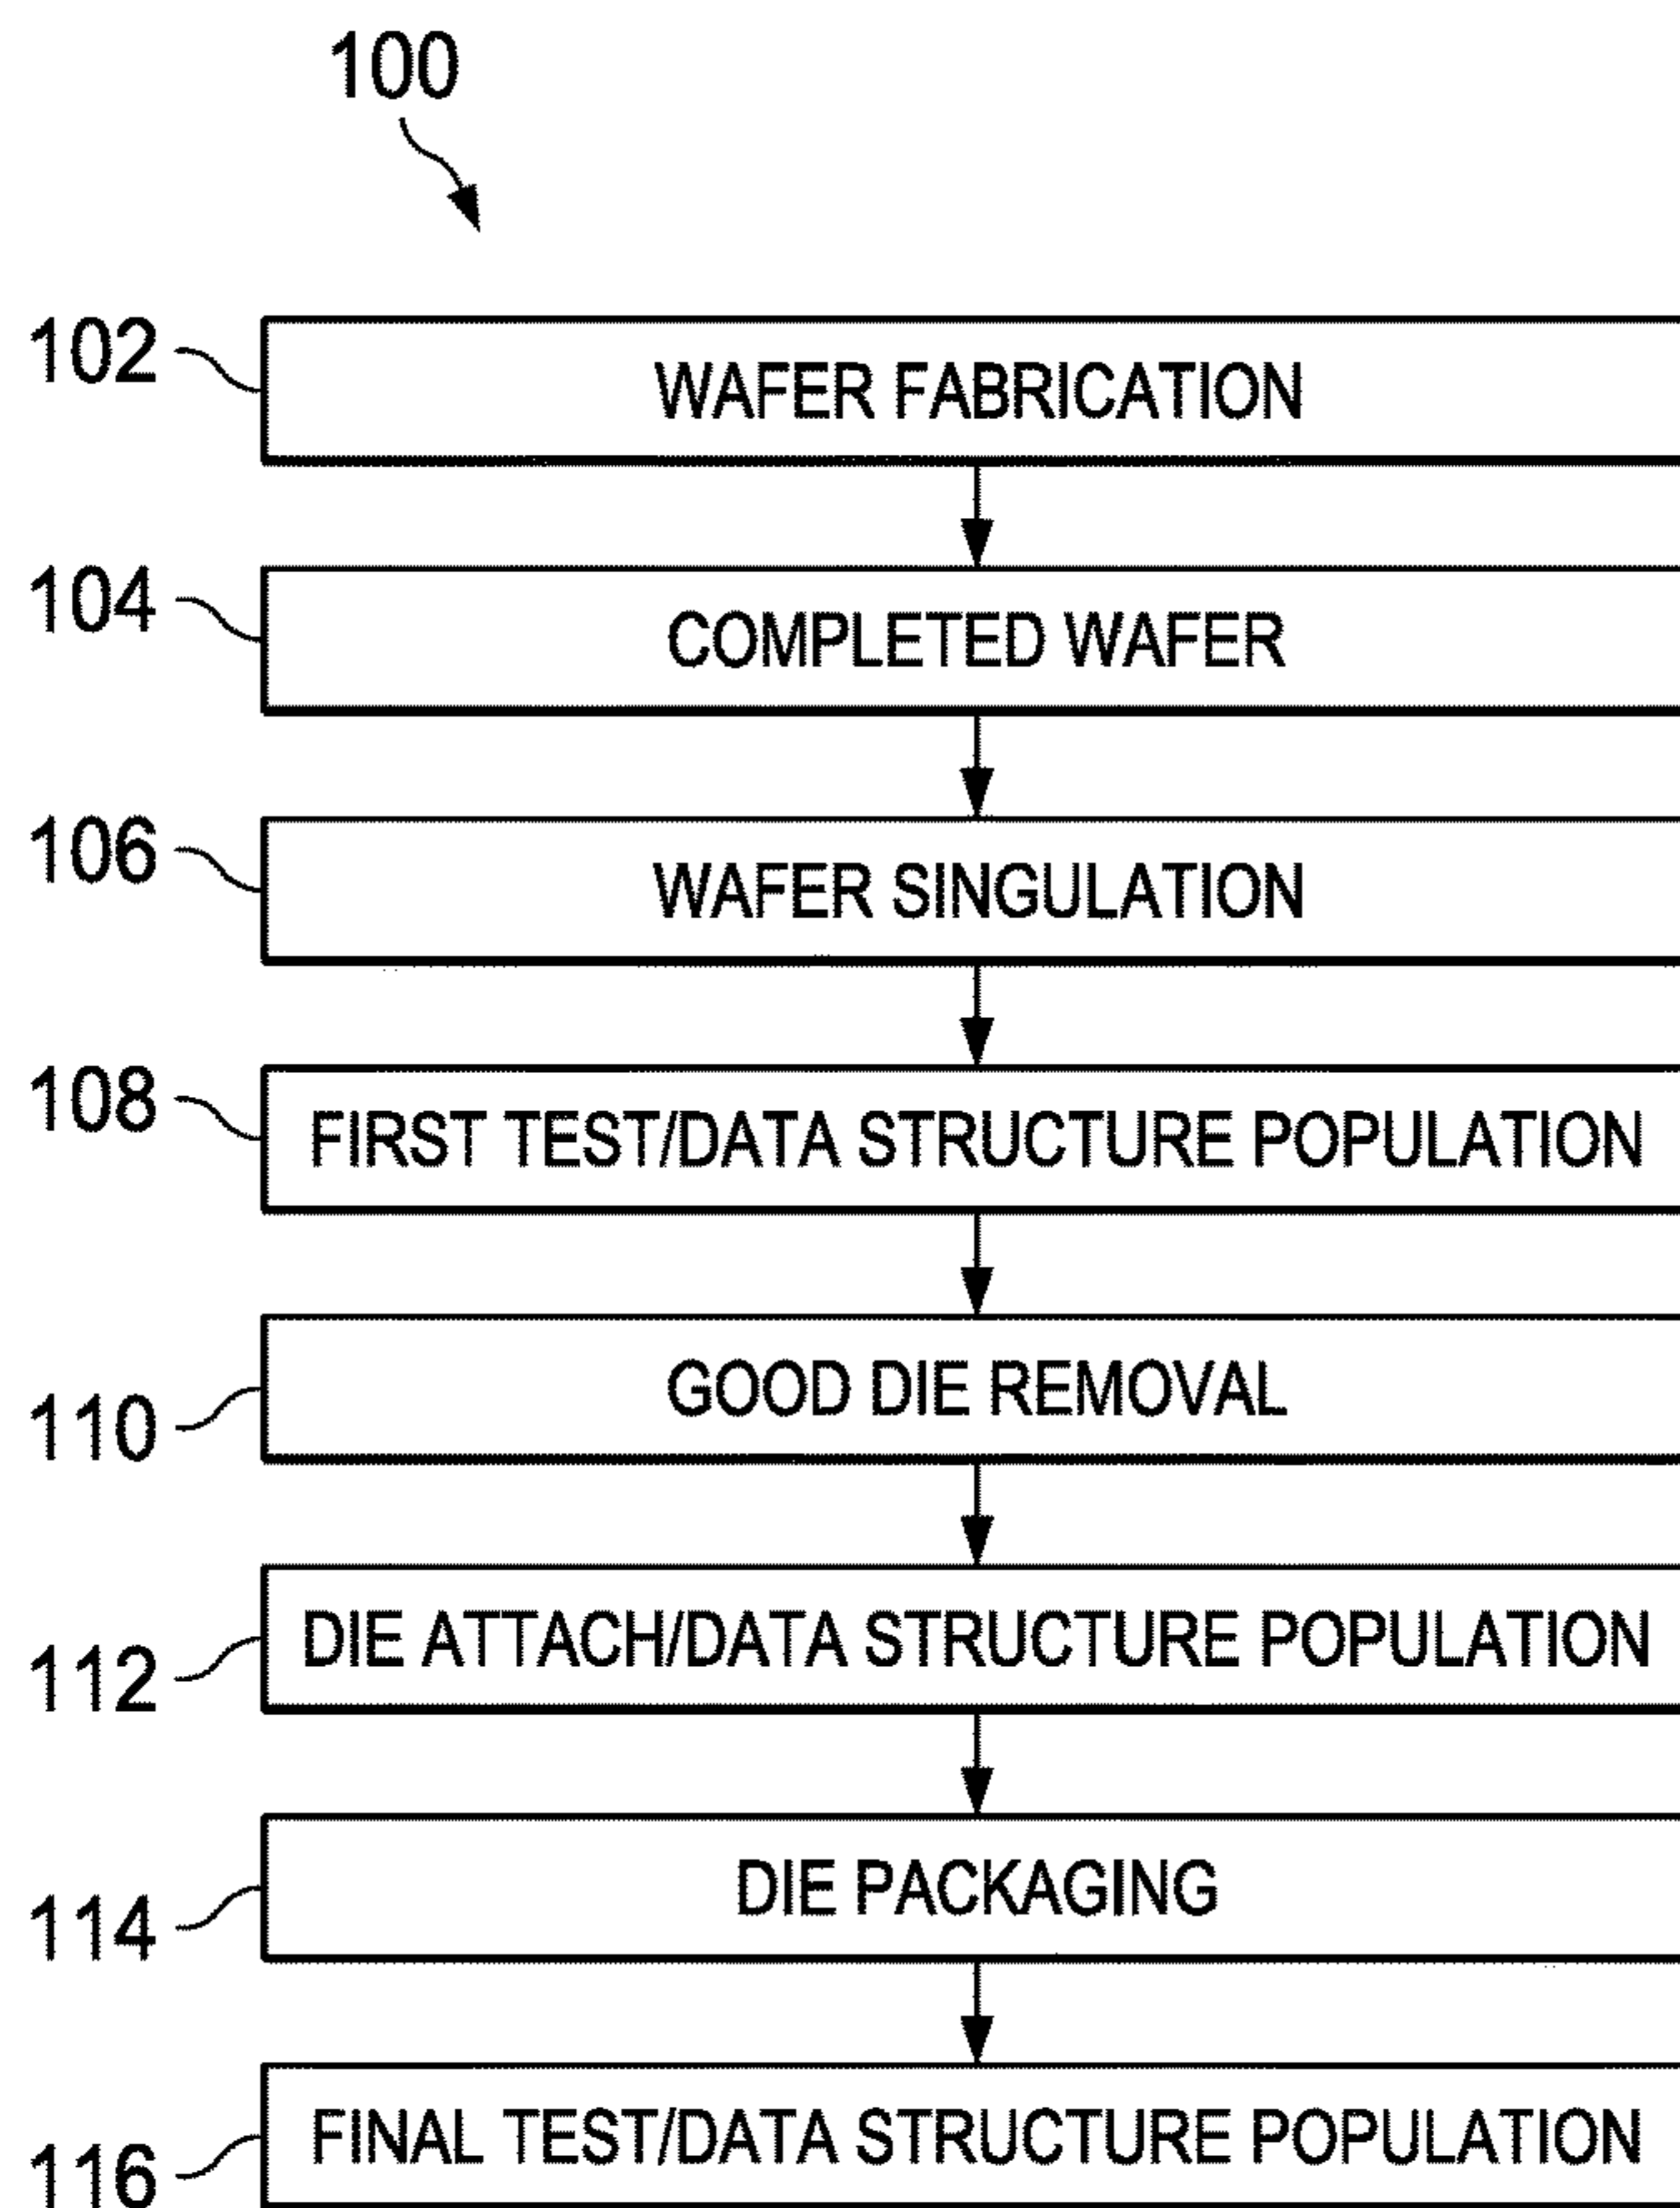 100
102 WAFER FABRICATION
104 COMPLETED WAFER
106 WAFER SINGULATION
108 FIRST TEST/DATA STRUCTURE POPULATION
110 GOOD DIE REMOVAL
112 DIE ATTACH/DATA STRUCTURE POPULATION
114 DIE PACKAGING
116 FINAL TEST/DATA STRUCTURE POPULATION